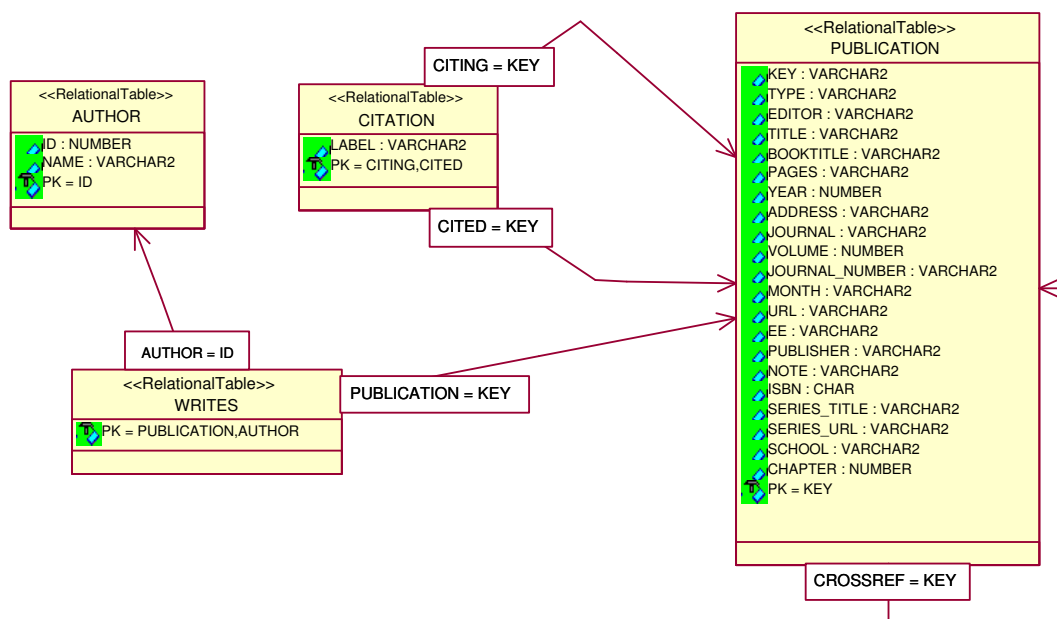 <<RelationalTable>>
AUTHOR
ID : NUMBER
NAME : VARCHAR2
PK = ID
<<RelationalTable>>
CITATION
LABEL : VARCHAR2
PK = CITING,CITED
CITING = KEY
CITED = KEY
AUTHOR = ID
<<RelationalTable>>
WRITES
PK = PUBLICATION,AUTHOR
PUBLICATION = KEY
<<RelationalTable>>
PUBLICATION
KEY : VARCHAR2
TYPE : VARCHAR2
EDITOR : VARCHAR2
TITLE : VARCHAR2
BOOKTITLE : VARCHAR2
PAGES : VARCHAR2
YEAR : NUMBER
ADDRESS : VARCHAR2
JOURNAL : VARCHAR2
VOLUME : NUMBER
JOURNAL_NUMBER : VARCHAR2
MONTH : VARCHAR2
URL : VARCHAR2
EE : VARCHAR2
PUBLISHER : VARCHAR2
NOTE : VARCHAR2
ISBN : CHAR
SERIES_TITLE : VARCHAR2
SERIES_URL : VARCHAR2
SCHOOL : VARCHAR2
CHAPTER : NUMBER
PK = KEY
CROSSREF = KEY